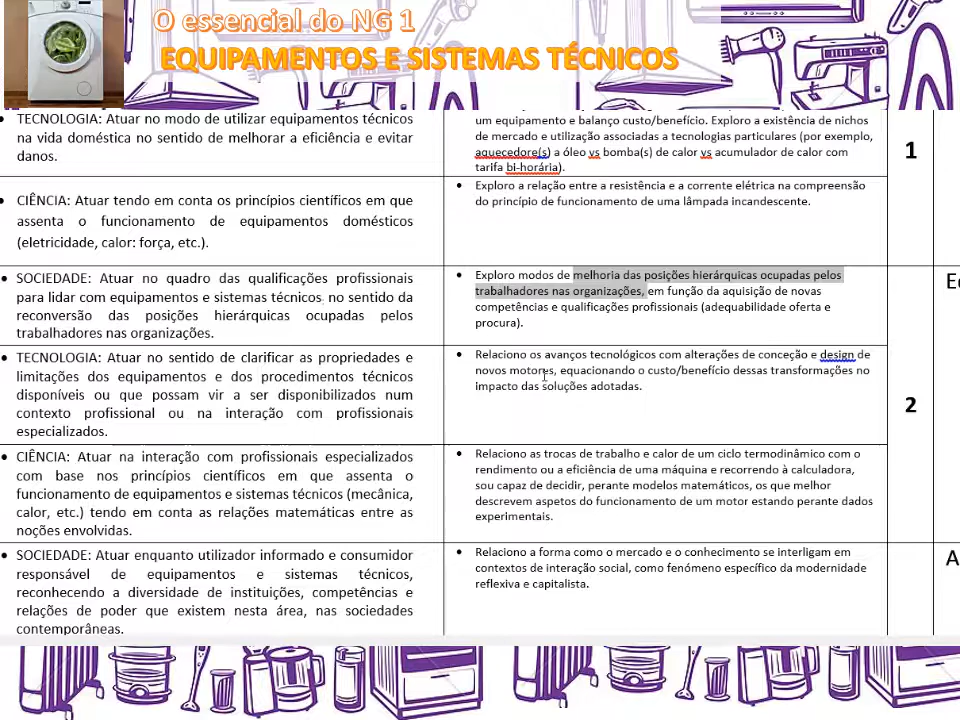 O essencial do NG 1
EQUIPAMENTOS E SISTEMAS TÉCNICOS
TECNOLOGIA: Atuar no modo de utilizar equipamentos técnicos
na vida doméstica no sentido de melhorar a eficiência e evitar
danos.
um equipamento e balanço custo/benefício. Exploro a existência de nichos
de mercado e utilização associadas a tecnologias particulares (por exemplo,
aquecedore(s) a óleo vs bomba(s) de calor vs acumulador de calor com
tarifa bi-horária).
1
CIÊNCIA: Atuar tendo em conta os princípios científicos em que
assenta o funcionamento de equipamentos domésticos
(eletricidade, calor: força, etc.).
Exploro a relação entre a resistência e a corrente elétrica na compreensão
do princípio de funcionamento de uma lâmpada incandescente.
SOCIEDADE: Atuar no quadro das qualificações profissionais
para lidar com equipamentos e sistemas técnicos no sentido da
reconversão das posições hierárquicas ocupadas pelos
trabalhadores nas organizações.
Exploro modos de melhoria das posições hierárquicas ocupadas pelos
trabalhadores nas organizações, em função da aquisição de novas
competências e qualificações profissionais (adequabilidade oferta e
procura).
TECNOLOGIA: Atuar no sentido de clarificar as propriedades e
limitações dos equipamentos e dos procedimentos técnicos
disponíveis ou que possam vir a ser disponibilizados num
contexto profissional ou na interação com profissionais
especializados.
Relaciono os avanços tecnológicos com alterações de conceção e design de
novos motores, equacionando o custo/benefício dessas transformações no
impacto das soluções adotadas.
2
CIÊNCIA: Atuar na interação com profissionais especializados
com base nos princípios científicos em que assenta o
funcionamento de equipamentos e sistemas técnicos (mecânica,
calor, etc.) tendo em conta as relações matemáticas entre as
noções envolvidas.
Relaciono as trocas de trabalho e calor de um ciclo termodinâmico com o
rendimento ou a eficiência de uma máquina e recorrendo à calculadora,
sou capaz de decidir, perante modelos matemáticos, os que melhor
descrevem aspetos do funcionamento de um motor estando perante dados
experimentais.
SOCIEDADE: Atuar enquanto utilizador informado e consumidor
responsável de equipamentos e sistemas técnicos,
reconhecendo a diversidade de instituições, competências e
relações de poder que existem nesta área, nas sociedades
contemporâneas.
Relaciono a forma como o mercado e o conhecimento se interligam em
contextos de interação social, como fenómeno específico da modernidade
reflexiva e capitalista.